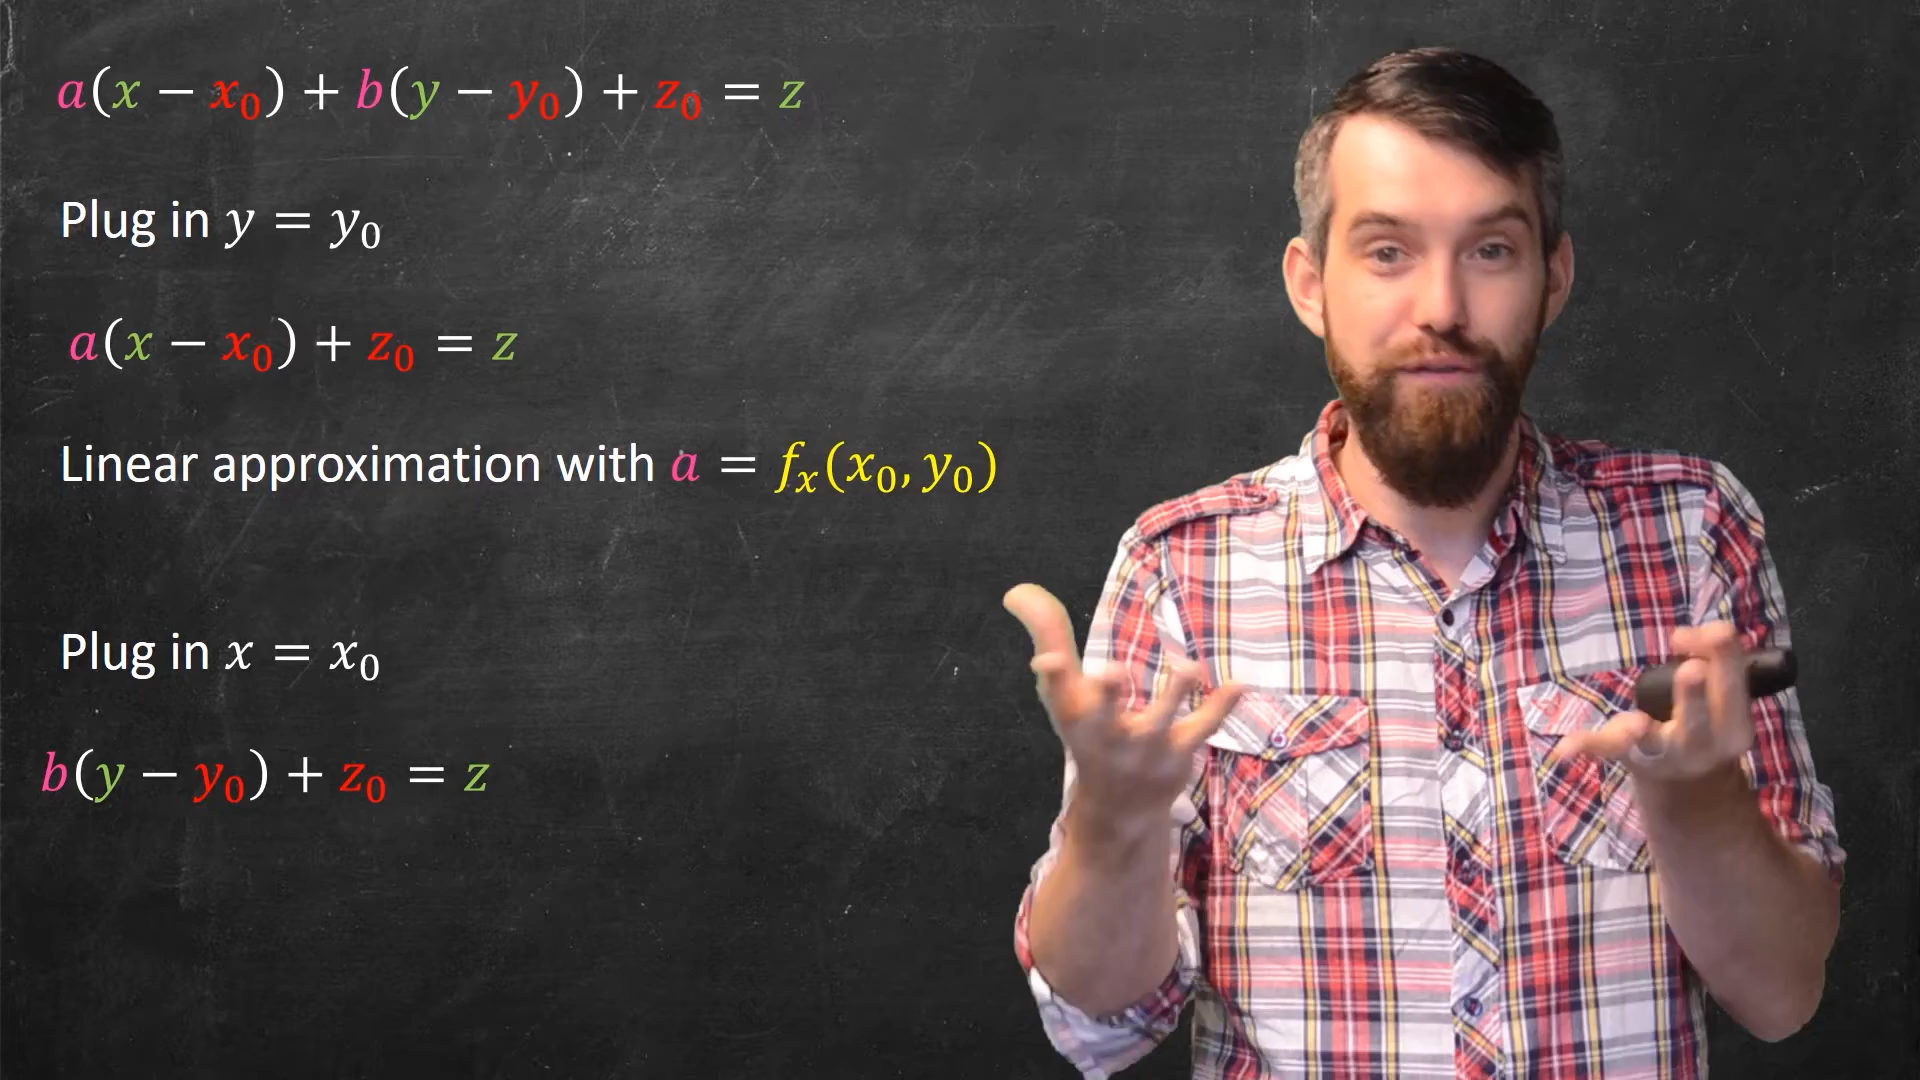 a(x − x₀) + b(y − y₀) + z₀ = z
Plug in y = y₀
a(x − x₀) + z₀ = z
Linear approximation with a = fₓ(x₀, y₀)
Plug in x = x₀
b(y − y₀) + z₀ = z